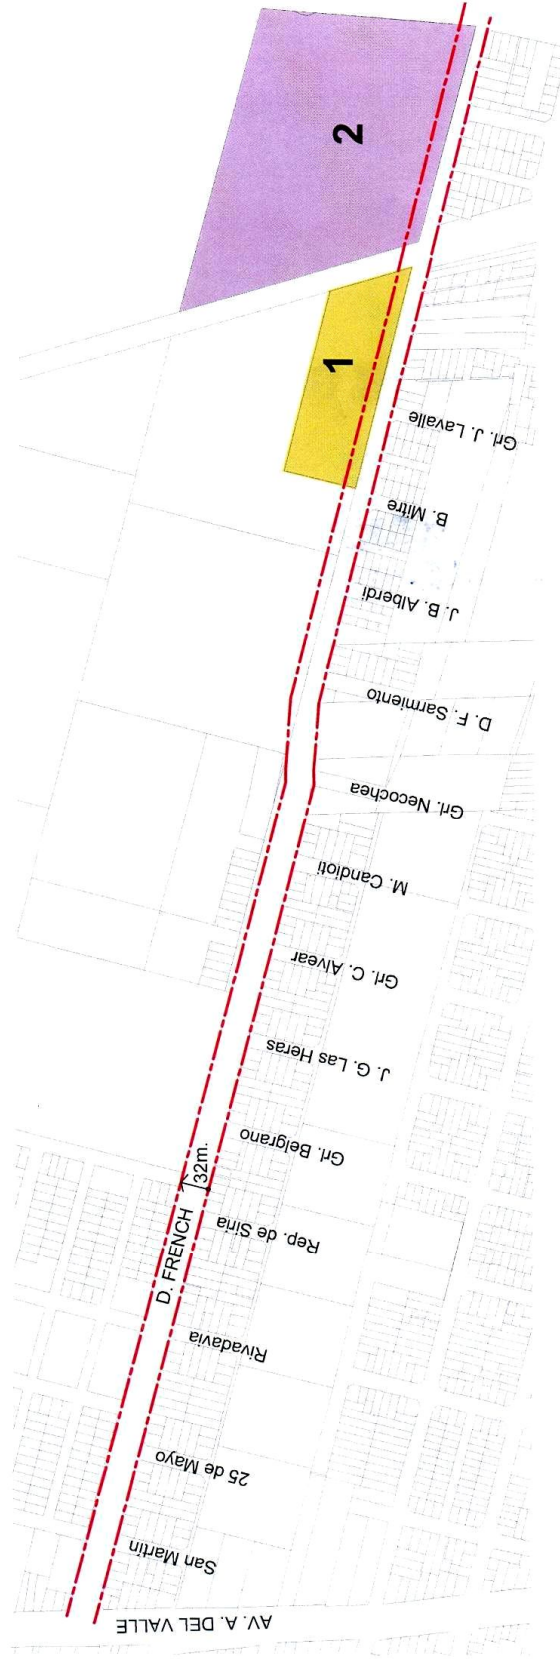 2
1
Grl. J. Lavalle
B. Mitre
J. B. Alberdi
D. F. Sarmiento
Grl. Necochea
M. Candioti
Grl. C. Alvear
J. G. Las Heras
Grl. Belgrano
32m.
D. FRENCH
Rep. de Siria
Rivadavia
25 de Mayo
San Martín
AV. A. DEL VALLE